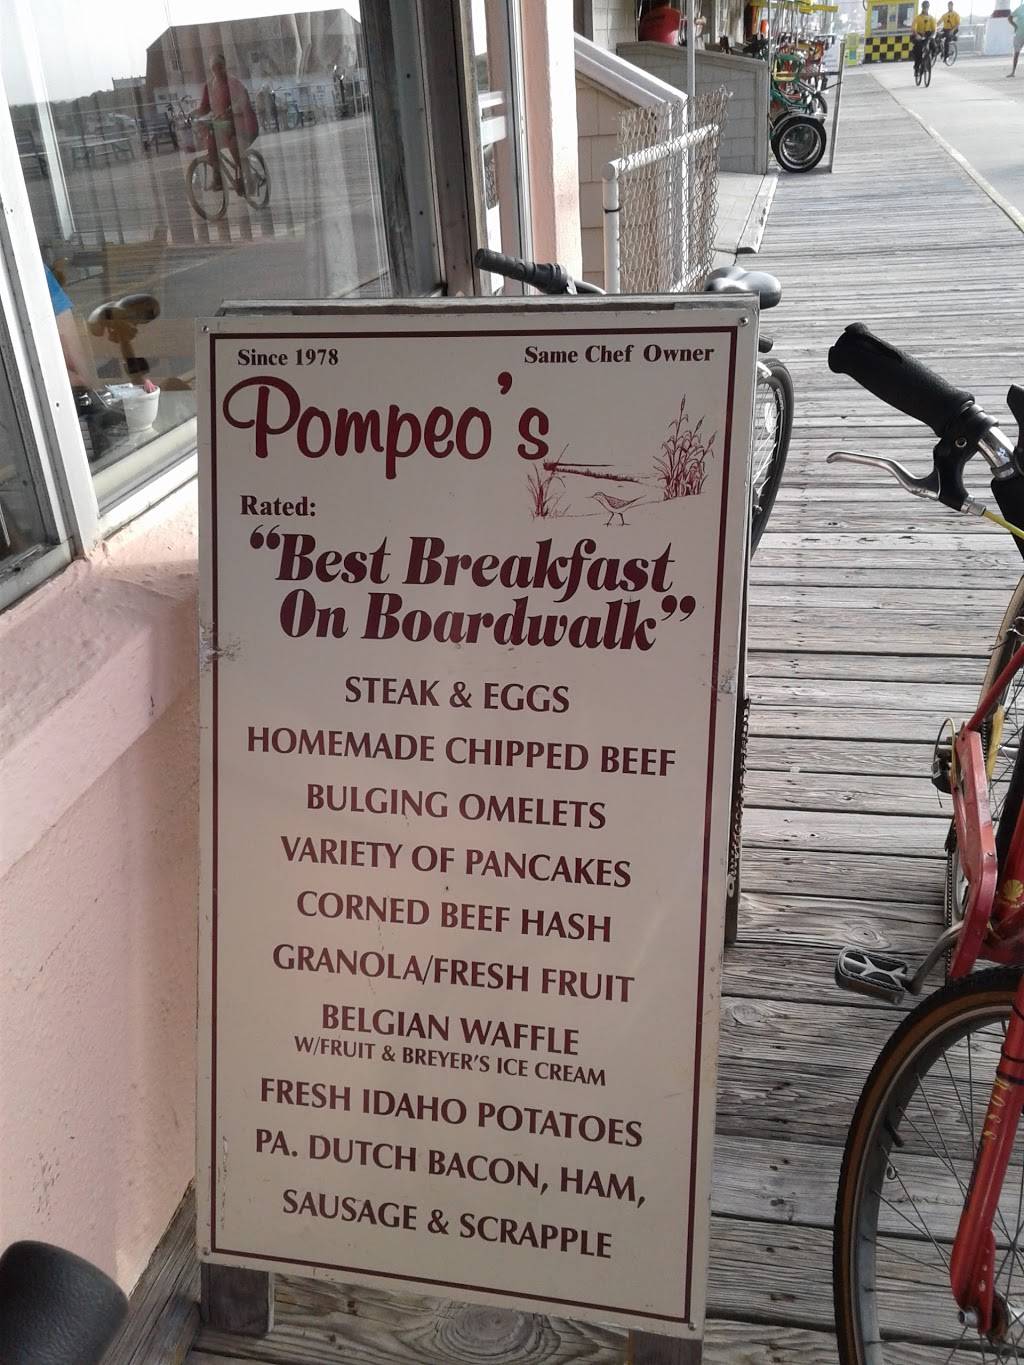 Since 1978 Same Chef Owner
Pompeo's
Rated:
"Best Breakfast
On Boardwalk"
STEAK & EGGS
HOMEMADE CHIPPED BEEF
BULGING OMELETS
VARIETY OF PANCAKES
CORNED BEEF HASH
GRANOLA/FRESH FRUIT
BELGIAN WAFFLE
W/FRUIT & BREYER'S ICE CREAM
FRESH IDAHO POTATOES
PA. DUTCH BACON, HAM,
SAUSAGE & SCRAPPLE